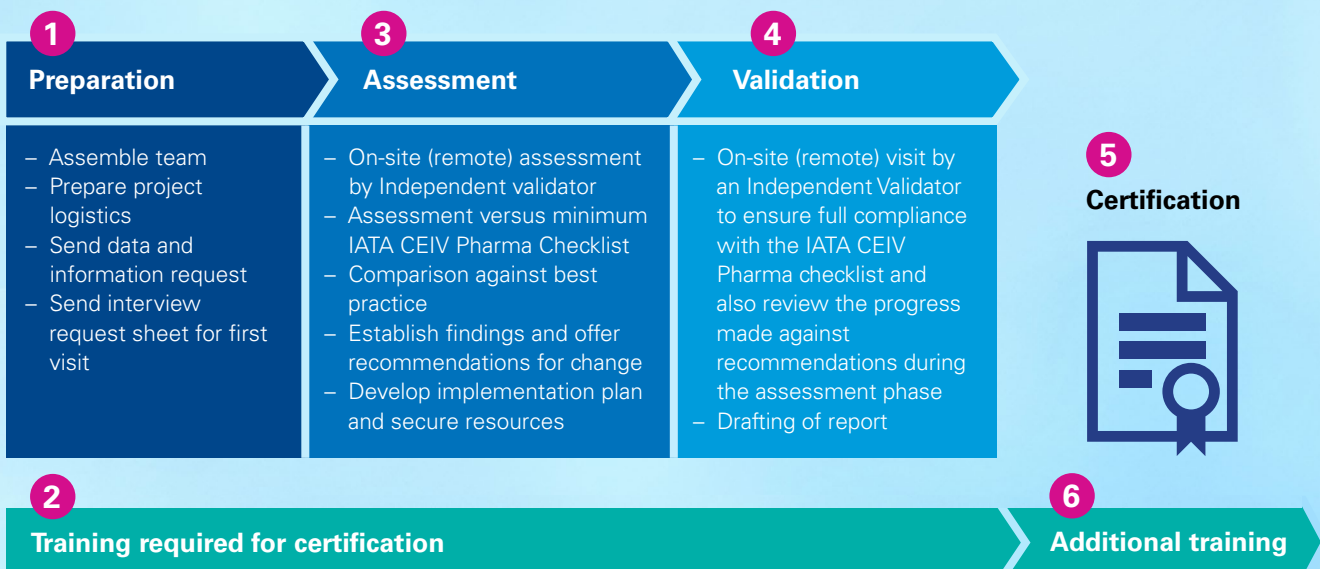 1
Preparation
– Assemble team
– Prepare project
logistics
– Send data and
information request
– Send interview
request sheet for first
visit
3
Assessment
– On-site (remote) assessment
by Independent validator
– Assessment versus minimum
IATA CEIV Pharma Checklist
– Comparison against best
practice
– Establish findings and offer
recommendations for change
– Develop implementation plan
and secure resources
4
Validation
– On-site (remote) visit by
an Independent Validator
to ensure full compliance
with the IATA CEIV
Pharma checklist and
also review the progress
made against
recommendations during
the assessment phase
– Drafting of report
5
Certification
2
Training required for certification
6
Additional training